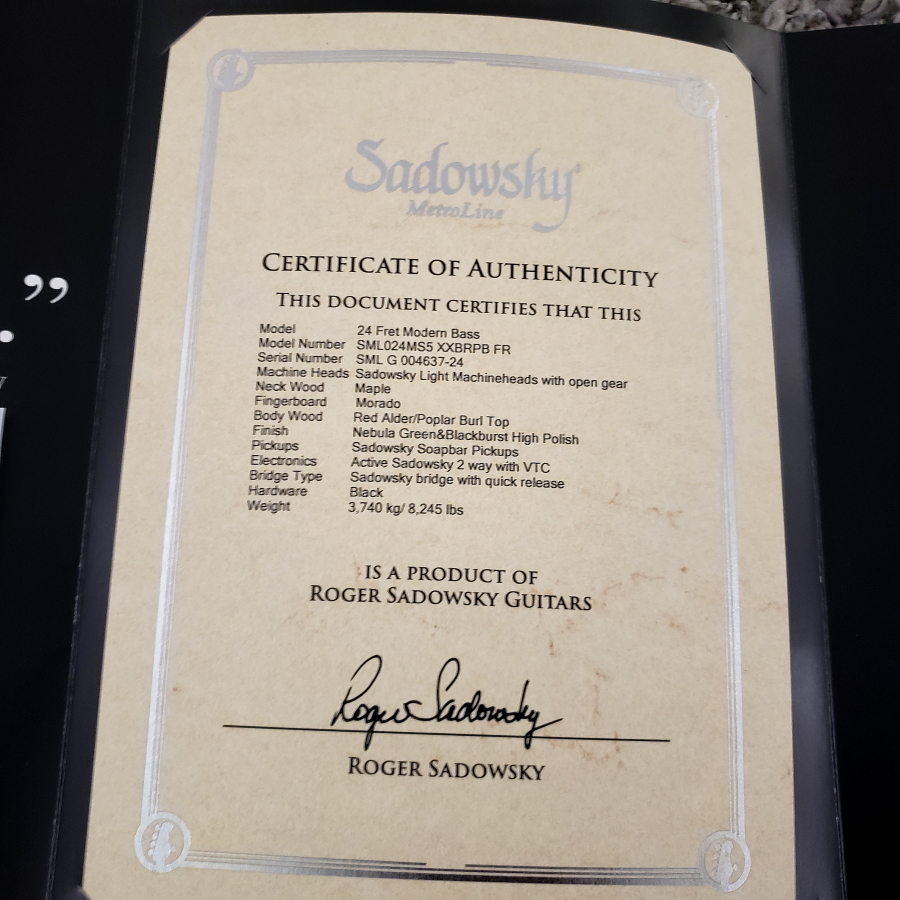 ”
.
Sadowsky
MetroLine
CERTIFICATE OF AUTHENTICITY
THIS DOCUMENT CERTIFIES THAT THIS
Model 24 Fret Modern Bass
Model Number SML024MS5 XXBRPB FR
Serial Number SML G 004637-24
Machine Heads Sadowsky Light Machineheads with open gear
Neck Wood Maple
Fingerboard Morado
Body Wood Red Alder/Poplar Burl Top
Finish Nebula Green&Blackburst High Polish
Pickups Sadowsky Soapbar Pickups
Electronics Active Sadowsky 2 way with VTC
Bridge Type Sadowsky bridge with quick release
Hardware Black
Weight 3,740 kg/ 8,245 lbs
IS A PRODUCT OF
ROGER SADOWSKY GUITARS
Roger Sadowsky
ROGER SADOWSKY